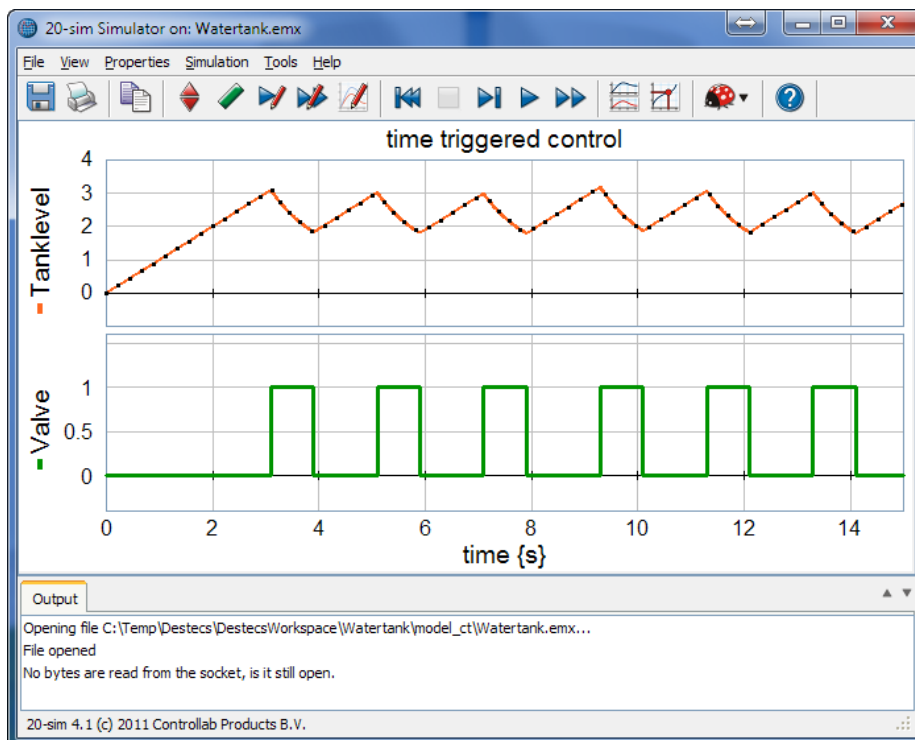 20-sim Simulator on: Watertank.emx
File View Properties Simulation Tools Help
time triggered control
Tanklevel
4
3
2
1
0
Valve
1
0.5
0
0 2 4 6 8 10 12 14
time {s}
Output
Opening file C:\Temp\Destecs\DestecsWorkspace\Watertank\model_ct\Watertank.emx...
File opened
No bytes are read from the socket, is it still open.
20-sim 4.1 (c) 2011 Controllab Products B.V.